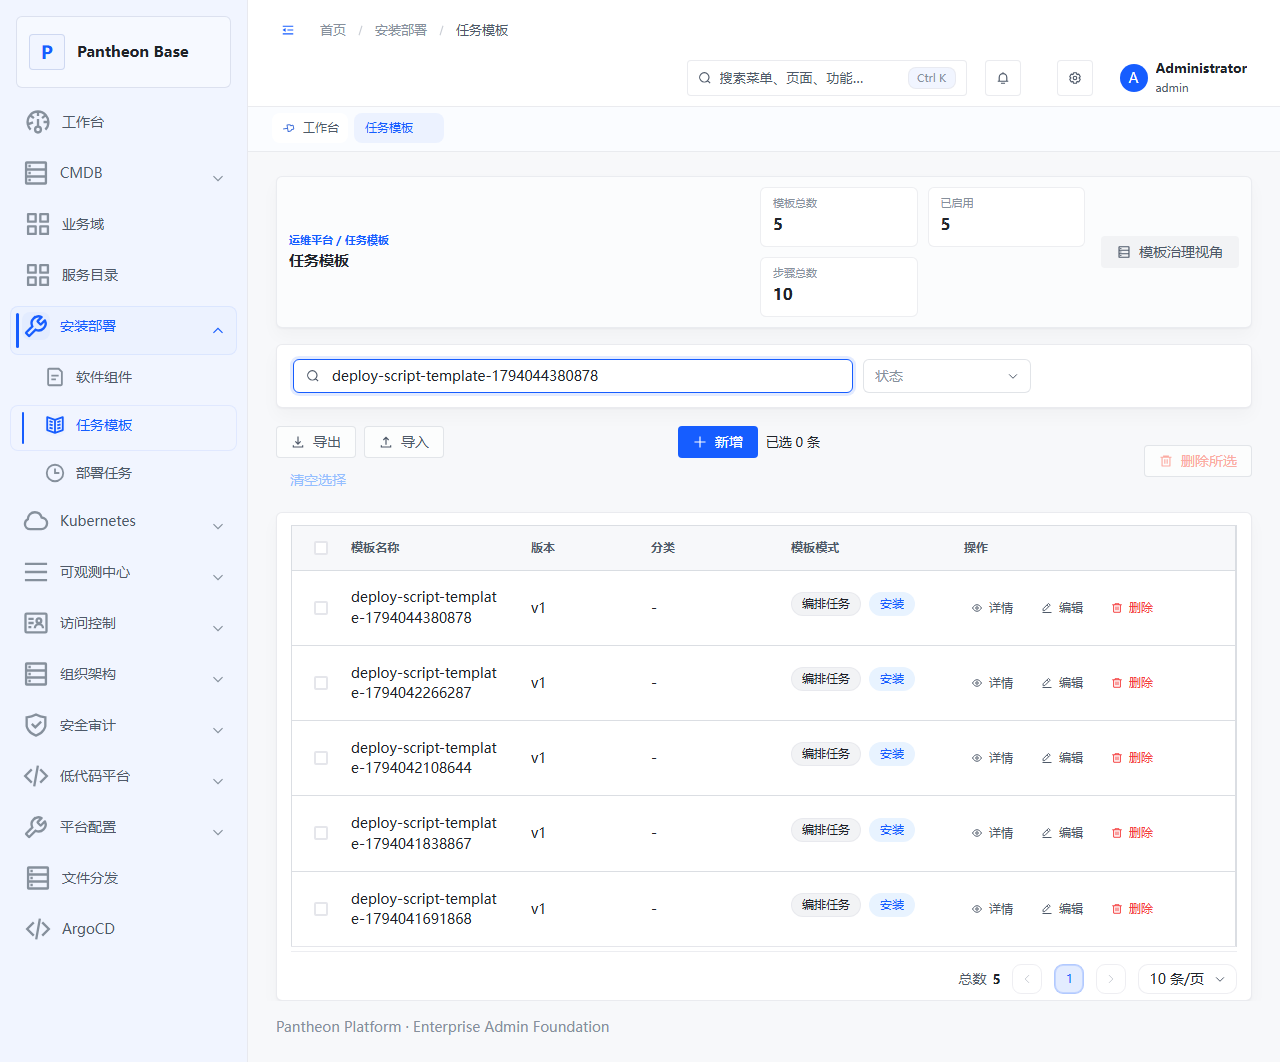 P
Pantheon Base
工作台
CMDB
业务域
服务目录
安装部署
软件组件
任务模板
部署任务
Kubernetes
可观测中心
访问控制
组织架构
安全审计
低代码平台
平台配置
文件分发
ArgoCD
首页 / 安装部署 / 任务模板
搜索菜单、页面、功能... Ctrl K
A
Administrator
admin
工作台 任务模板
运维平台 / 任务模板
任务模板
模板总数
5
已启用
5
步骤总数
10
模板治理视角
deploy-script-template-1794044380878 状态
导出 导入 新增 已选 0 条
清空选择 删除所选
模板名称 版本 分类 模板模式 操作
deploy-script-templat
e-1794044380878 v1 - 编排任务 安装 详情 编辑 删除
deploy-script-templat
e-1794042266287 v1 - 编排任务 安装 详情 编辑 删除
deploy-script-templat
e-1794042108644 v1 - 编排任务 安装 详情 编辑 删除
deploy-script-templat
e-1794041838867 v1 - 编排任务 安装 详情 编辑 删除
deploy-script-templat
e-1794041691868 v1 - 编排任务 安装 详情 编辑 删除
总数 5 1 10 条/页
Pantheon Platform · Enterprise Admin Foundation